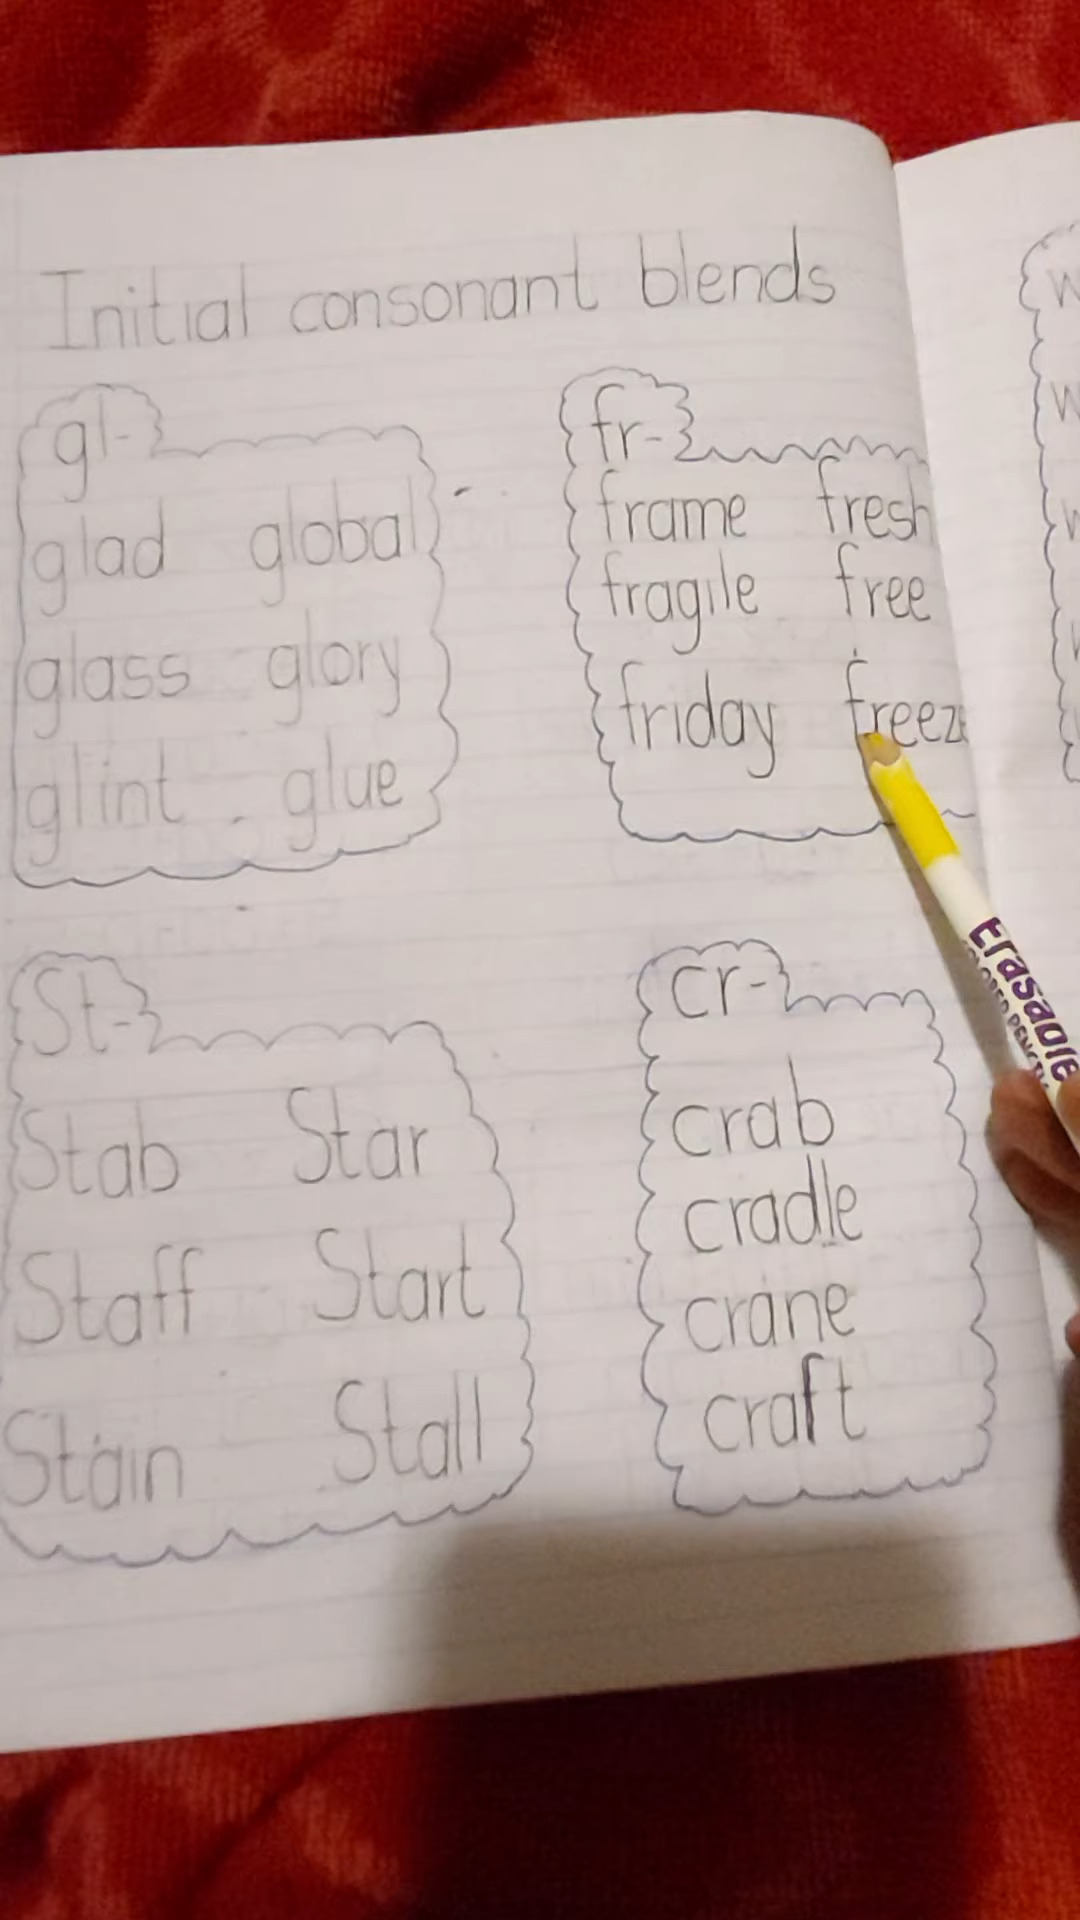 Initial consonant blends
gl-
glad global
glass glory
glint glue
fr-
frame fresh
fragile free
friday freeze
St-
Stab Star
Staff Start
Stain Stall
cr-
crab
cradle
crane
craft
Erasable